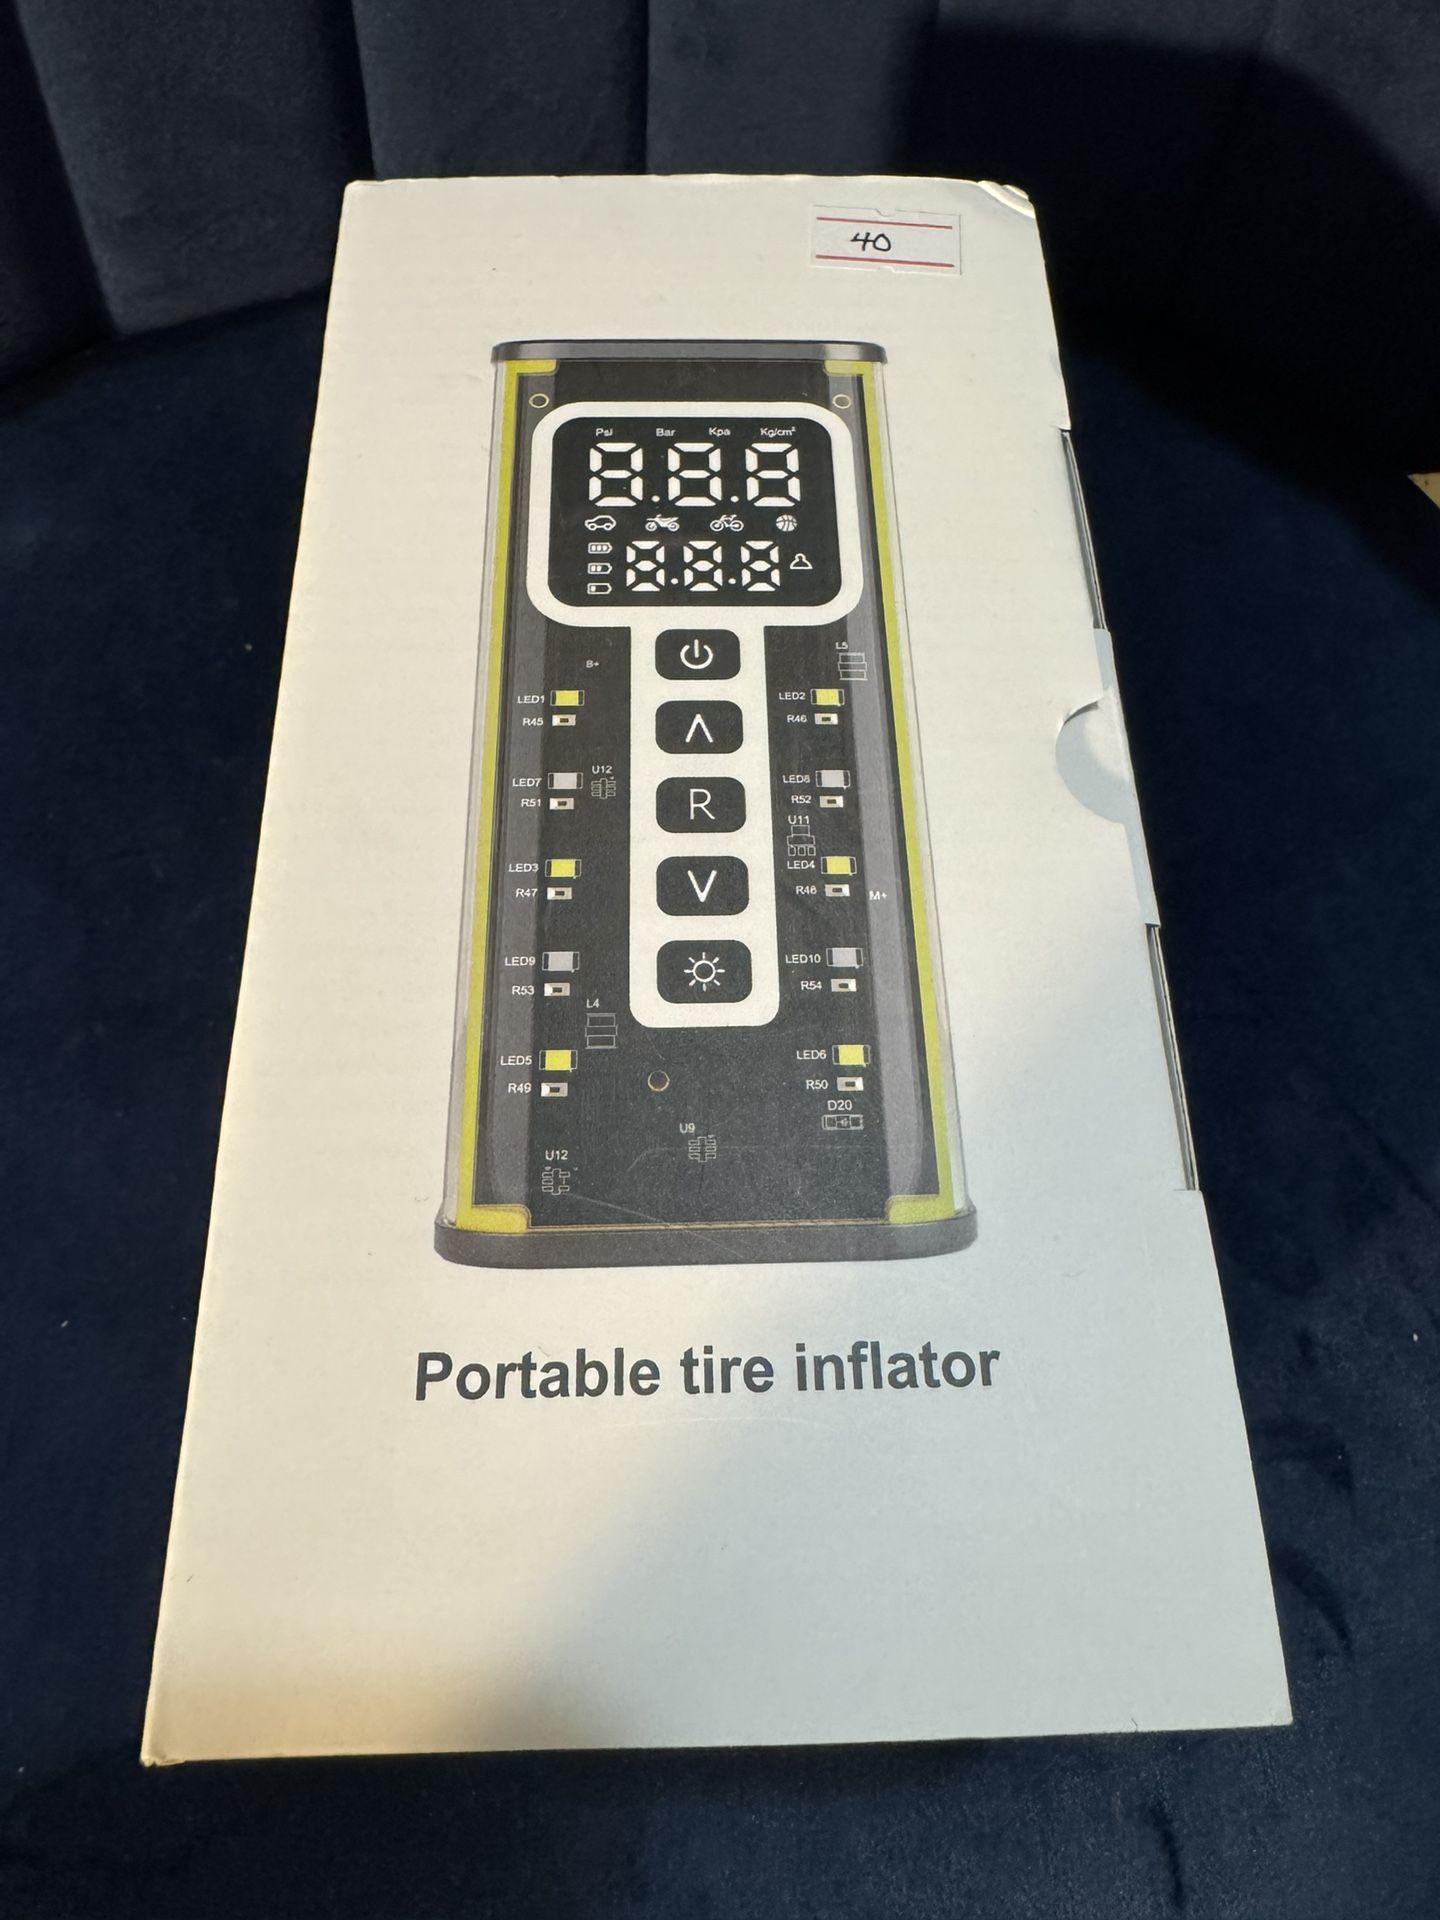 40
Psi Bar Kpa Kg/cm²
8.8.8
8.8.8
B+ L5
LED1 LED2
R45 R46
LED7 U12 LED8
R51 R52
R U11
LED3 LED4
R47 R48 M+
LED9 LED10
R53 R54
L4
LED5 LED6
R49 R50
D20
U9
U12
Portable tire inflator